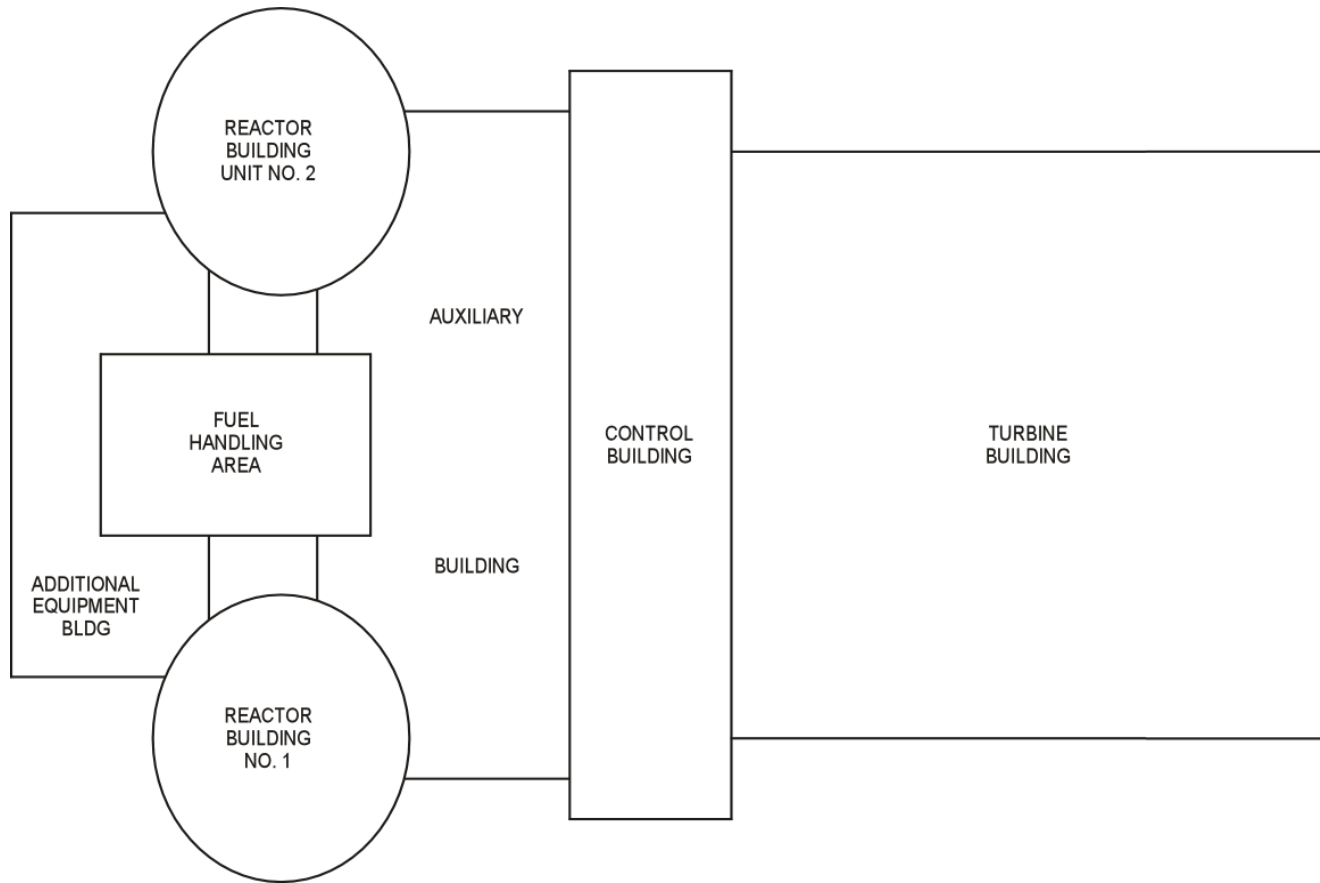 REACTOR
BUILDING
UNIT NO. 2
AUXILIARY
FUEL
HANDLING
AREA
CONTROL
BUILDING
TURBINE
BUILDING
BUILDING
ADDITIONAL
EQUIPMENT
BLDG
REACTOR
BUILDING
NO. 1